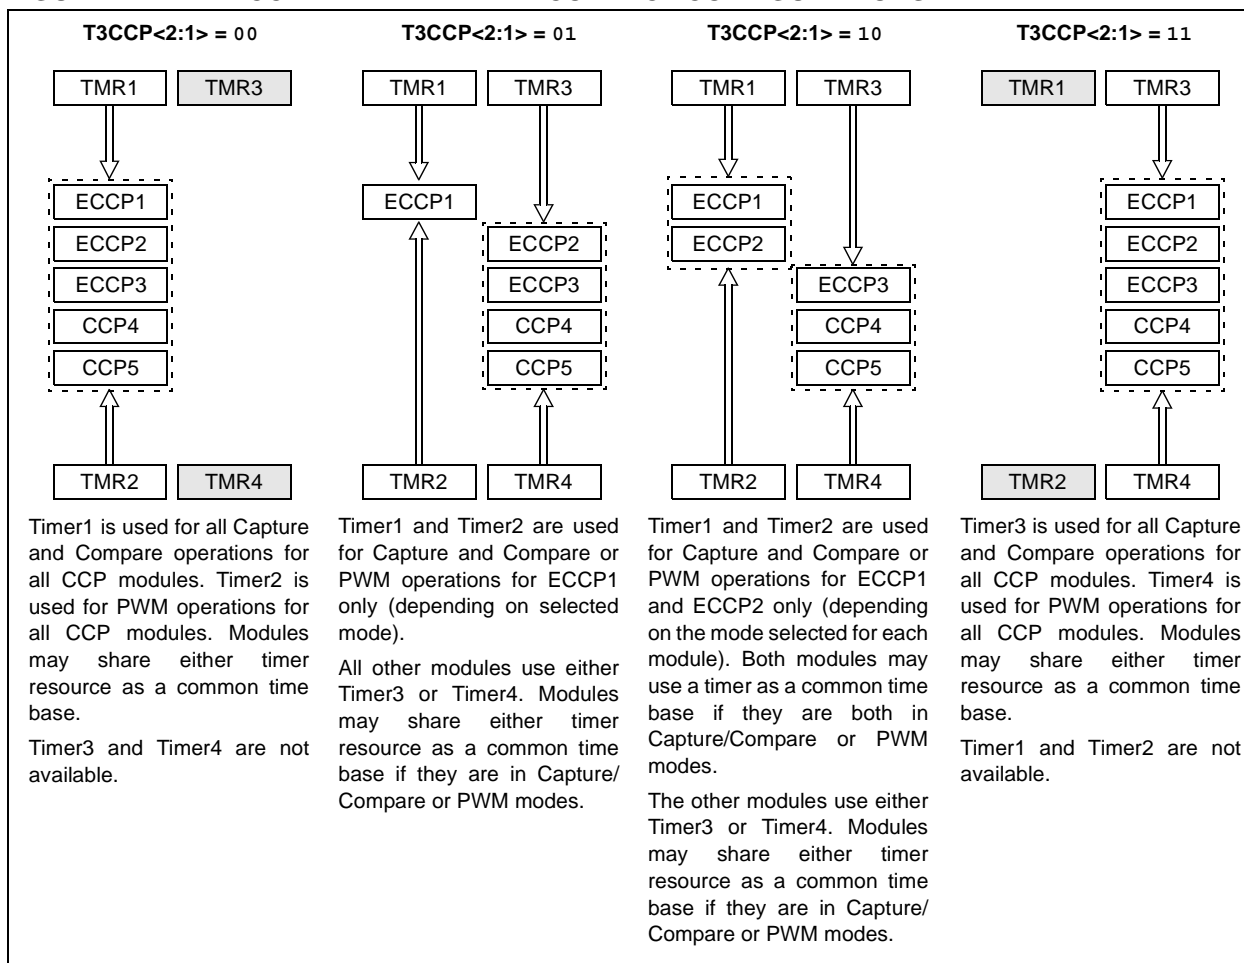 T3CCP<2:1> = 00
TMR1 TMR3
ECCP1
ECCP2
ECCP3
CCP4
CCP5
TMR2 TMR4
Timer1 is used for all Capture
and Compare operations for
all CCP modules. Timer2 is
used for PWM operations for
all CCP modules. Modules
may share either timer
resource as a common time
base.
Timer3 and Timer4 are not
available.
T3CCP<2:1> = 01
TMR1 TMR3
ECCP1
ECCP2
ECCP3
CCP4
CCP5
TMR2 TMR4
Timer1 and Timer2 are used
for Capture and Compare or
PWM operations for ECCP1
only (depending on selected
mode).
All other modules use either
Timer3 or Timer4. Modules
may share either timer
resource as a common time
base if they are in Capture/
Compare or PWM modes.
T3CCP<2:1> = 10
TMR1 TMR3
ECCP1
ECCP2
ECCP3
CCP4
CCP5
TMR2 TMR4
Timer1 and Timer2 are used
for Capture and Compare or
PWM operations for ECCP1
and ECCP2 only (depending
on the mode selected for each
module). Both modules may
use a timer as a common time
base if they are both in
Capture/Compare or PWM
modes.
The other modules use either
Timer3 or Timer4. Modules
may share either timer
resource as a common time
base if they are in Capture/
Compare or PWM modes.
T3CCP<2:1> = 11
TMR1 TMR3
ECCP1
ECCP2
ECCP3
CCP4
CCP5
TMR2 TMR4
Timer3 is used for all Capture
and Compare operations for
all CCP modules. Timer4 is
used for PWM operations for
all CCP modules. Modules
may share either timer
resource as a common time
base.
Timer1 and Timer2 are not
available.